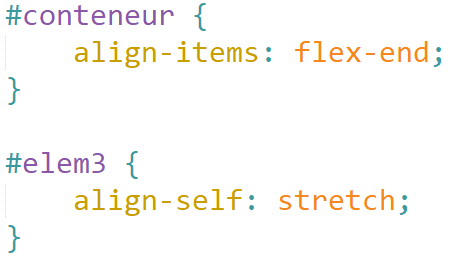 #conteneur {
    align-items: flex-end;
}

#elem3 {
    align-self: stretch;
}